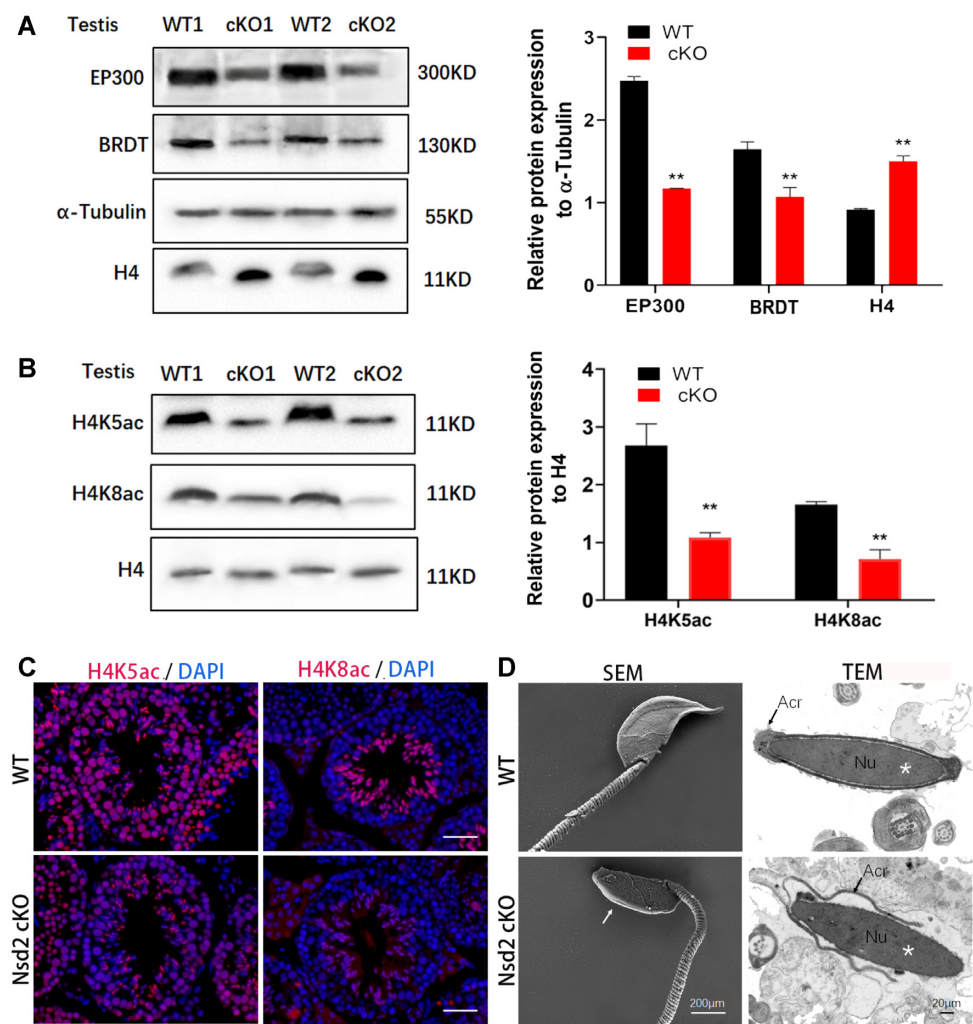 A
Testis WT1 cKO1 WT2 cKO2
EP300 300KD
BRDT 130KD
α-Tubulin 55KD
H4 11KD
Relative protein expression
to α-Tubulin
3
2
1
0
WT
cKO
** ** **
EP300 BRDT H4
B
Testis WT1 cKO1 WT2 cKO2
H4K5ac 11KD
H4K8ac 11KD
H4 11KD
Relative protein expression
to H4
4
3
2
1
0
WT
cKO
** **
H4K5ac H4K8ac
C
H4K5ac / DAPI H4K8ac / DAPI
WT
Nsd2 cKO
D
SEM TEM
WT
Acr
Nu *
Nsd2 cKO
Acr
Nu *
200μm 20μm